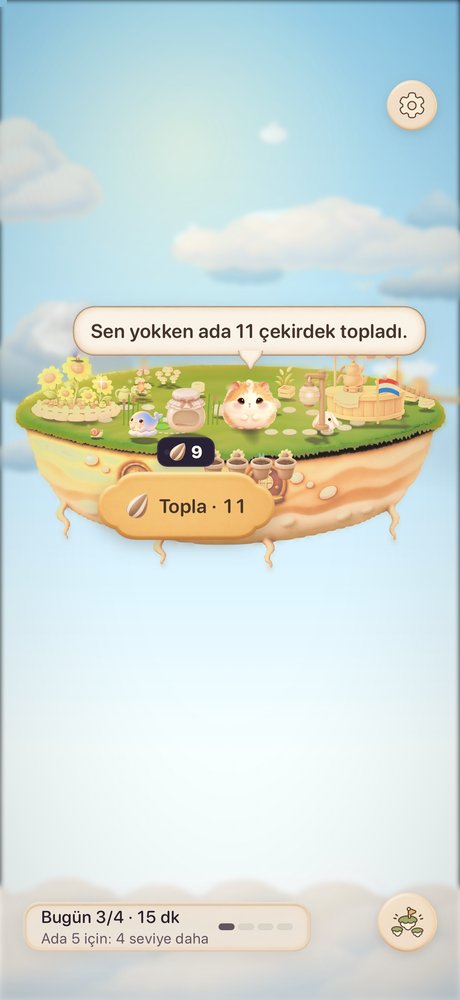 Sen yokken ada 11 çekirdek topladı.
9
Topla · 11
Bugün 3/4 · 15 dk
Ada 5 için: 4 seviye daha